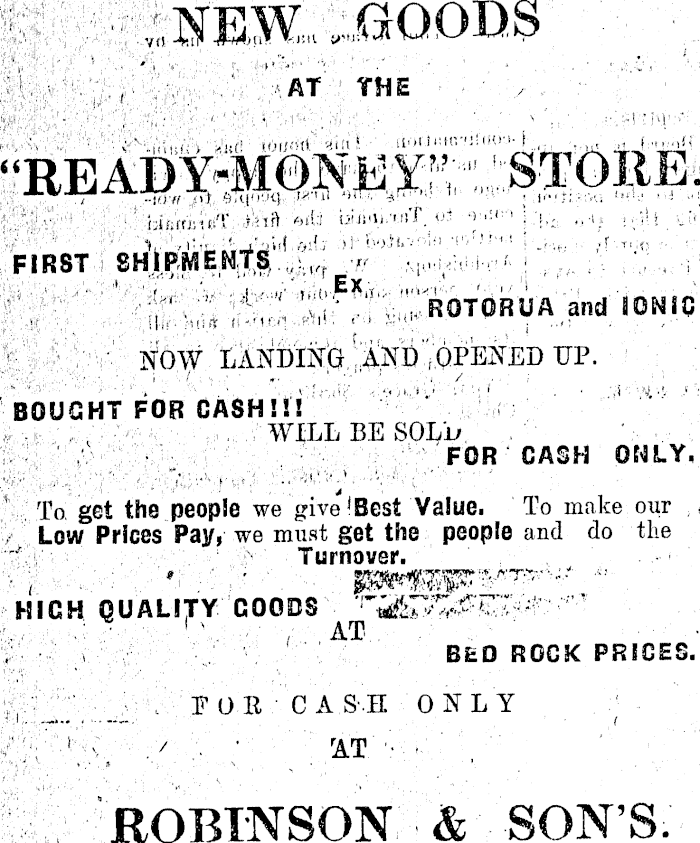 NEW GOODS
AT THE
"READY-MONEY" STORE.
FIRST SHIPMENTS
Ex
ROTORUA and IONIC
NOW LANDING AND OPENED UP.
BOUGHT FOR CASH!!!
WILL BE SOLD
FOR CASH ONLY.
To get the people we give Best Value. To make our
Low Prices Pay, we must get the people and do the
Turnover.
HIGH QUALITY GOODS
AT
BED ROCK PRICES.
FOR CASH ONLY
AT
ROBINSON & SON'S.